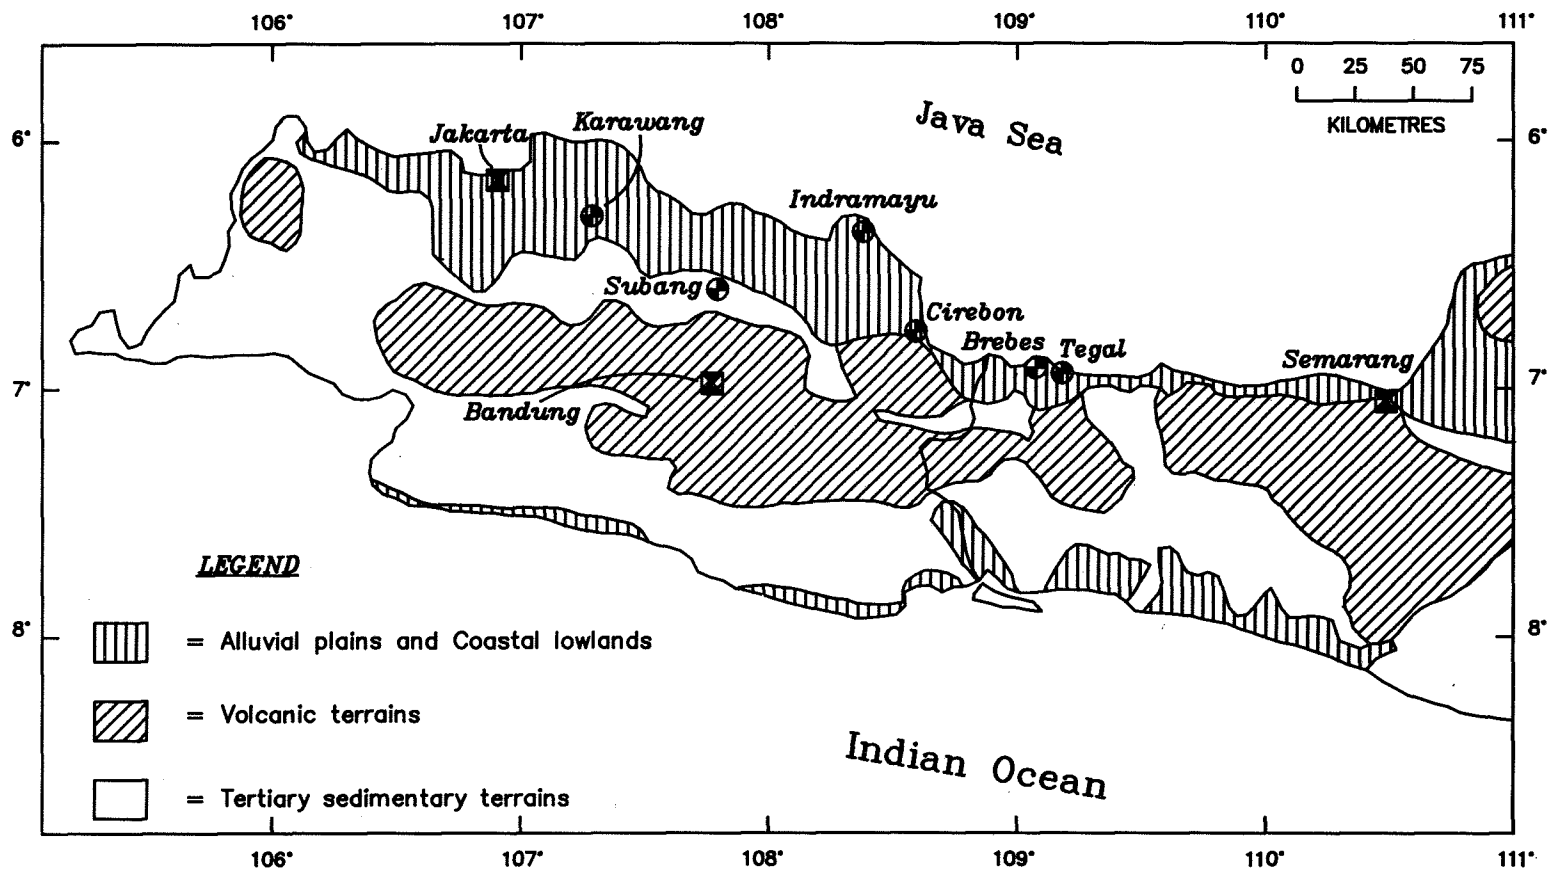 106° 107° 108° 109° 110° 111°
0 25 50 75
KILOMETRES
Java Sea
6° 6°
Jakarta Karawang
Indramayu
Subang
Cirebon
Brebes Tegal
Semarang
7° 7°
Bandung
LEGEND
8° 8°
= Alluvial plains and Coastal lowlands
= Volcanic terrains
= Tertiary sedimentary terrains
Indian Ocean
106° 107° 108° 109° 110° 111°